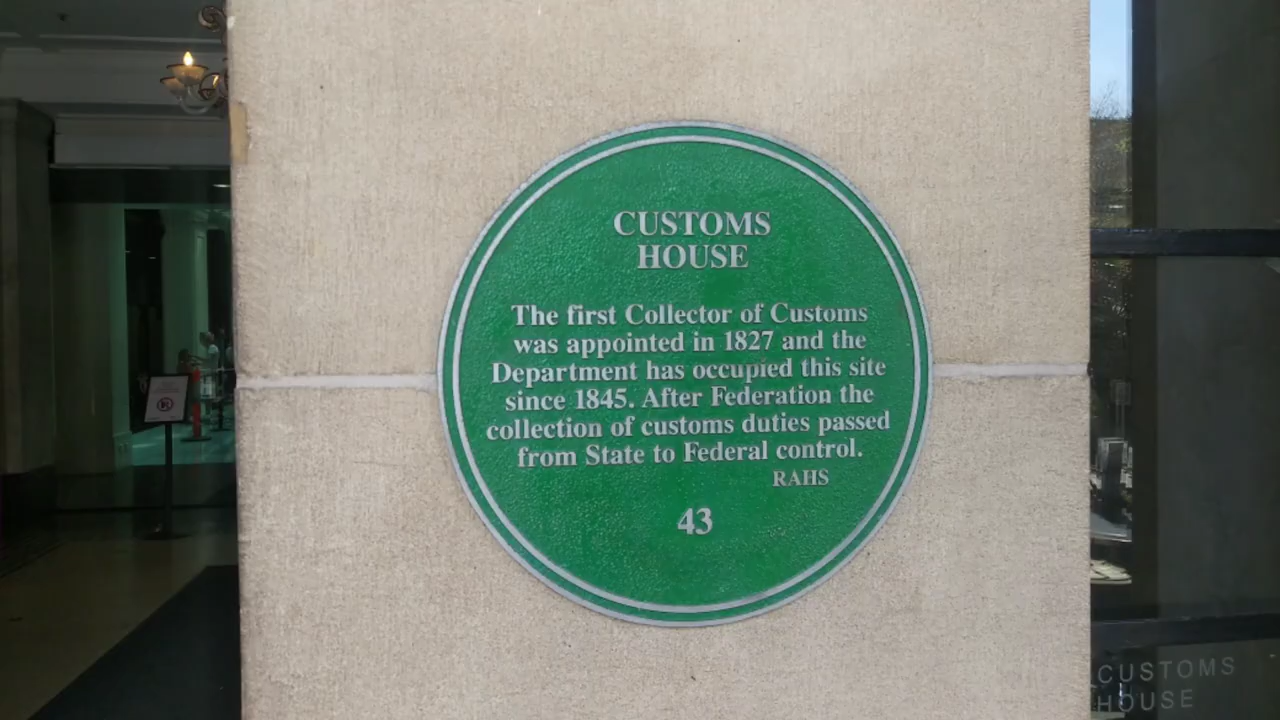 CUSTOMS
HOUSE
The first Collector of Customs
was appointed in 1827 and the
Department has occupied this site
since 1845. After Federation the
collection of customs duties passed
from State to Federal control.
RAHS
43
CUSTOMS
HOUSE